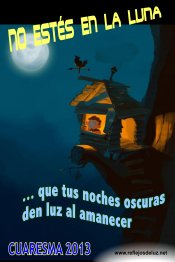 NO ESTÉS EN LA LUNA
... que tus noches oscuras
den luz al amanecer
CUARESMA 2013
www.reflejosdeluz.net